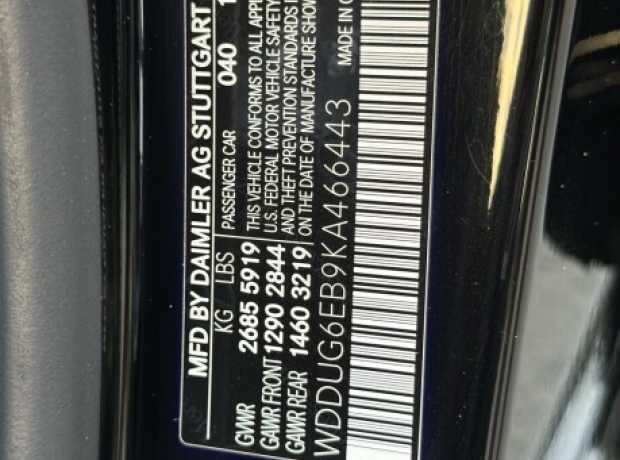 MFD BY DAIMLER AG STUTTGART
KG LBS PASSENGER CAR 040
GVWR 2685 5919 THIS VEHICLE CONFORMS TO ALL
GAWR FRONT 1290 2844 U.S. FEDERAL MOTOR VEHICLE SAFETY
GAWR REAR 1460 3219 AND THEFT PREVENTION STANDARDS
ON THE DATE OF MANUFACTURE SHOW
WDDUG6EB9KA466443 MADE IN